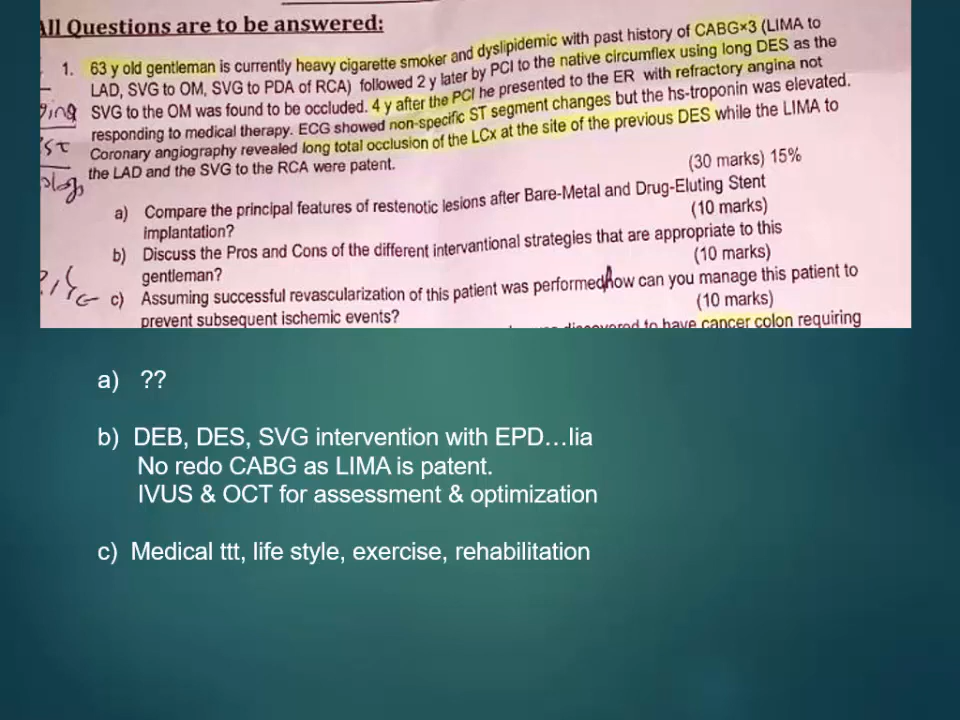 All Questions are to be answered:
1. 63 y old gentleman is currently heavy cigarette smoker and dyslipidemic with past history of CABG×3 (LIMA to
LAD, SVG to OM, SVG to PDA of RCA) followed 2 y later by PCI to the native circumflex using long DES as the
SVG to the OM was found to be occluded. 4 y after the PCI he presented to the ER with refractory angina not
responding to medical therapy. ECG showed non-specific ST segment changes but the hs-troponin was elevated.
Coronary angiography revealed long total occlusion of the LCx at the site of the previous DES while the LIMA to
the LAD and the SVG to the RCA were patent.
(30 marks) 15%
a) Compare the principal features of restenotic lesions after Bare-Metal and Drug-Eluting Stent
implantation?
(10 marks)
b) Discuss the Pros and Cons of the different intervantional strategies that are appropriate to this
gentleman?
(10 marks)
c) Assuming successful revascularization of this patient was performed how can you manage this patient to
prevent subsequent ischemic events?
(10 marks)
discovered to have cancer colon requiring
a) ??
b) DEB, DES, SVG intervention with EPD...lia
No redo CABG as LIMA is patent.
IVUS & OCT for assessment & optimization
c) Medical ttt, life style, exercise, rehabilitation